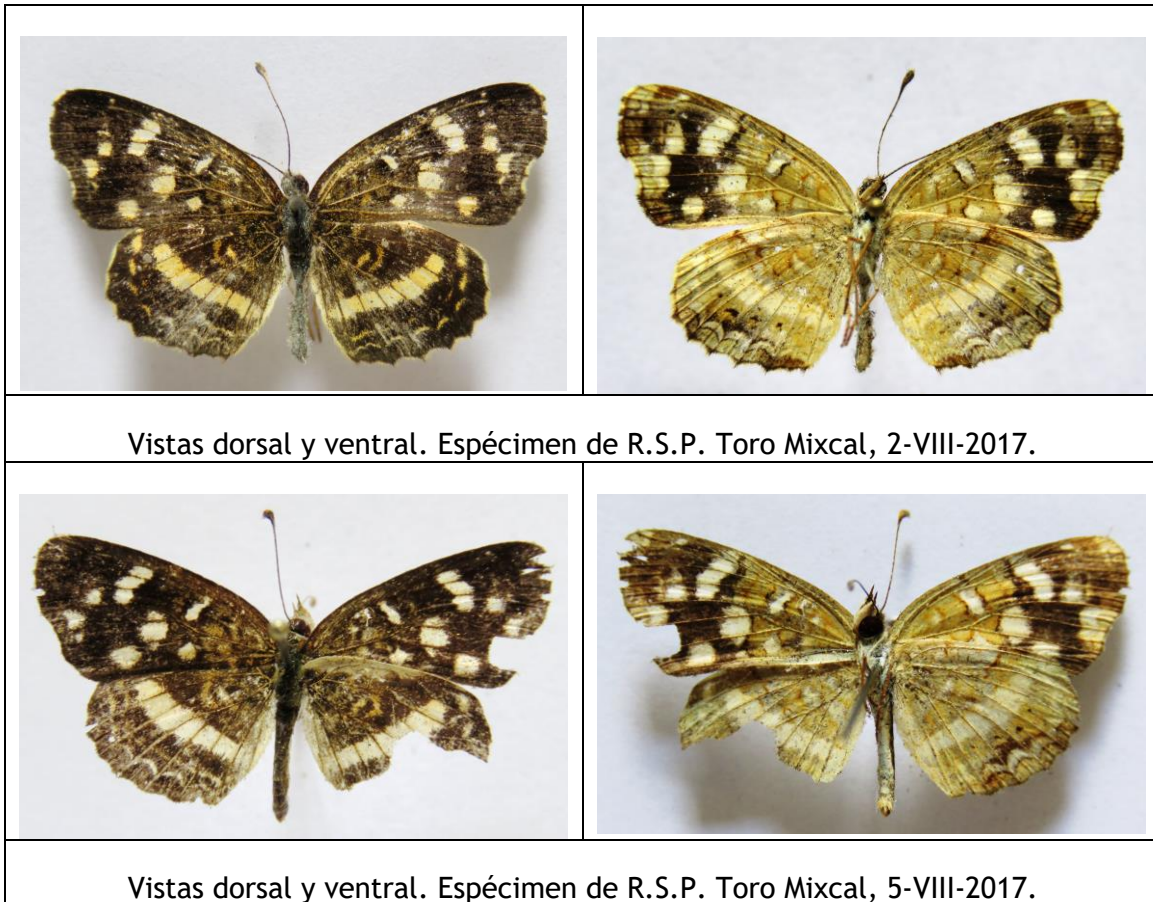 Vistas dorsal y ventral. Espécimen de R.S.P. Toro Mixcal, 2-VIII-2017.
Vistas dorsal y ventral. Espécimen de R.S.P. Toro Mixcal, 5-VIII-2017.